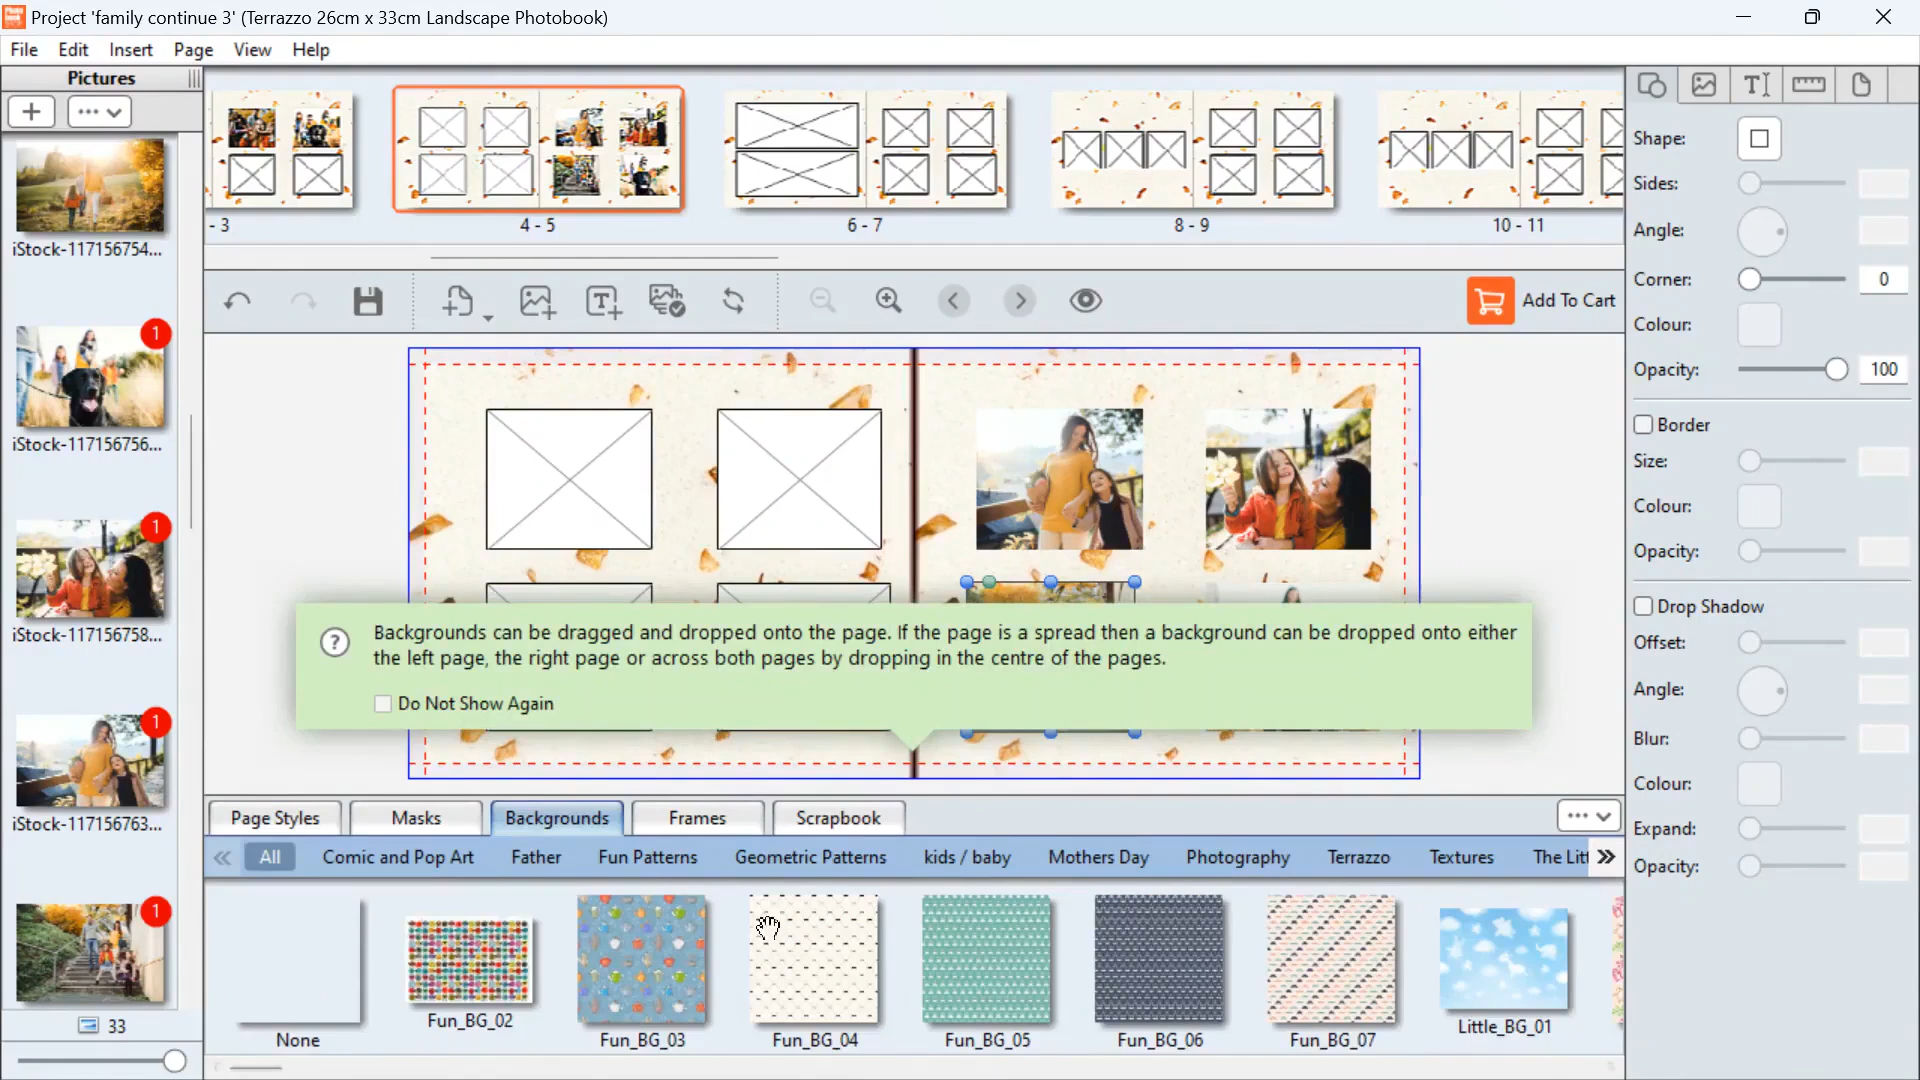 Project 'family continue 3' (Terrazzo 26cm x 33cm Landscape Photobook)
File Edit Insert Page View Help
Pictures
iStock-117156754...
1
iStock-117156756...
1
iStock-117156758...
1
iStock-117156763...
1
33
- 3
4 - 5
6 - 7
8 - 9
10 - 11
Add To Cart
Backgrounds can be dragged and dropped onto the page. If the page is a spread then a background can be dropped onto either
the left page, the right page or across both pages by dropping in the centre of the pages.
Do Not Show Again
Page Styles Masks Backgrounds Frames Scrapbook
All Comic and Pop Art Father Fun Patterns Geometric Patterns kids / baby Mothers Day Photography Terrazzo Textures The Litt
None Fun_BG_02 Fun_BG_03 Fun_BG_04 Fun_BG_05 Fun_BG_06 Fun_BG_07 Little_BG_01
Shape:
Sides:
Angle:
Corner: 0
Colour:
Opacity: 100
Border
Size:
Colour:
Opacity:
Drop Shadow
Offset:
Angle:
Blur:
Colour:
Expand:
Opacity: